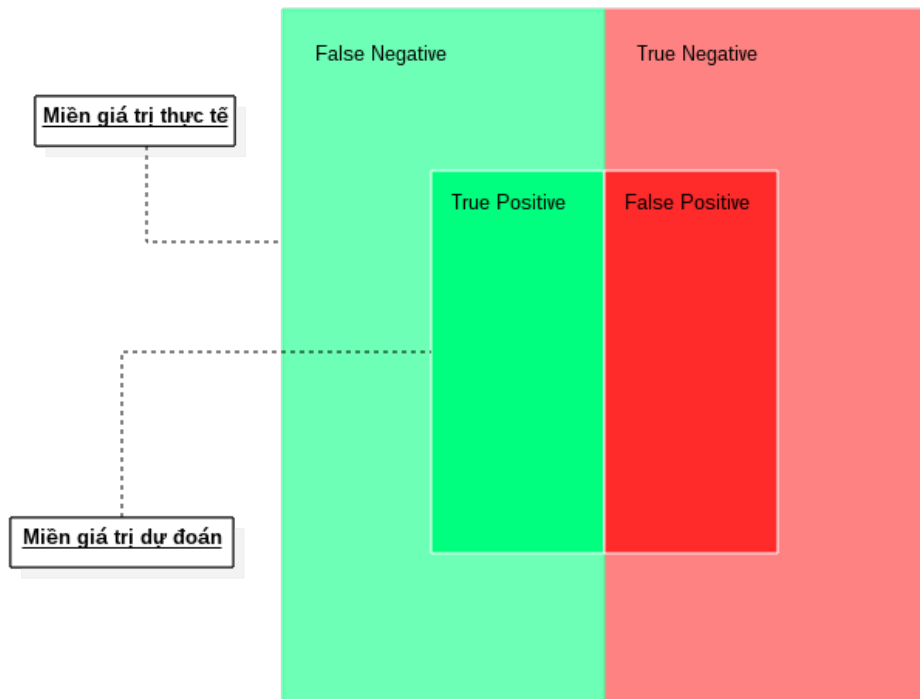 False Negative
True Negative
Miền giá trị thực tế
True Positive
False Positive
Miền giá trị dự đoán